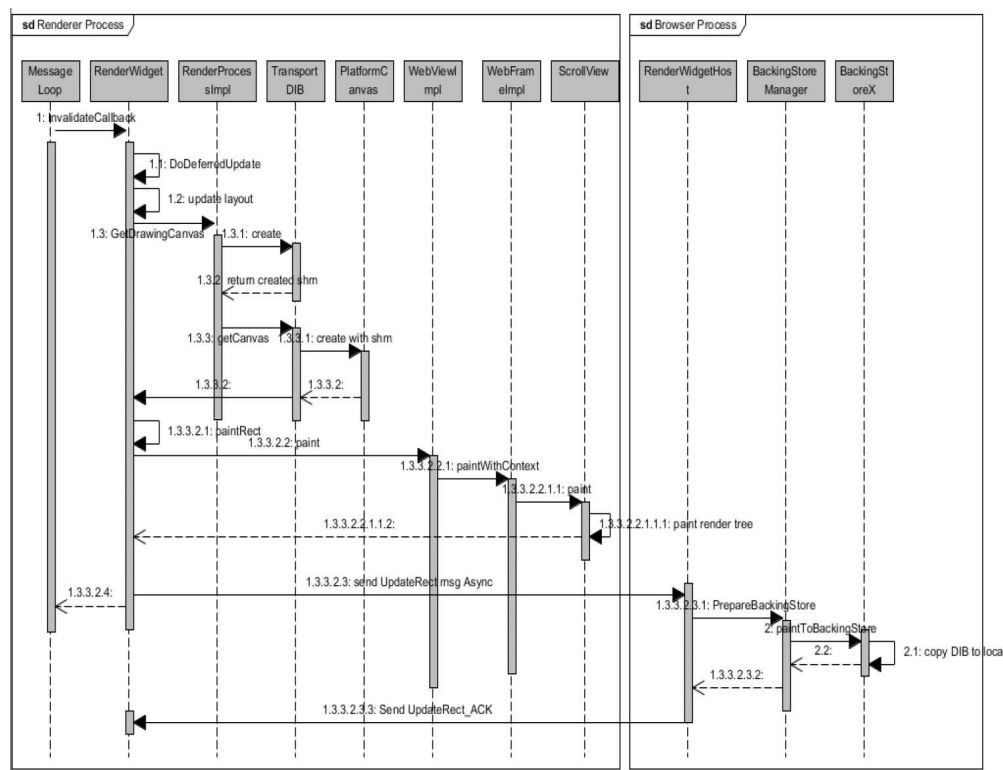 sd Renderer Process
sd Browser Process
Message
Loop
RenderWidget
RenderProces
sImpl
Transport
DIB
PlatformC
anvas
WebViewI
mpl
WebFram
eImpl
ScrollView
RenderWidgetHos
t
BackingStore
Manager
BackingSt
oreX
1: InvalidateCallback
1.1: DoDeferredUpdate
1.2: update layout
1.3: GetDrawingCanvas
1.3.1: create
1.3.2: return created shm
1.3.3: getCanvas
1.3.3.1: create with shm
1.3.3.2:
1.3.3.2:
1.3.3.2.1: paintRect
1.3.3.2.2: paint
1.3.3.2.2.1: paintWithContext
1.3.3.2.2.1.1: paint
1.3.3.2.2.1.1.1: paint render tree
1.3.3.2.2.1.1.2:
1.3.3.2.3: send UpdateRect msg Async
1.3.3.2.4:
1.3.3.2.3.1: PrepareBackingStore
2: paintToBackingStore
2.1: copy DIB to loca
2.2:
1.3.3.2.3.2:
1.3.3.2.3.3: Send UpdateRect_ACK